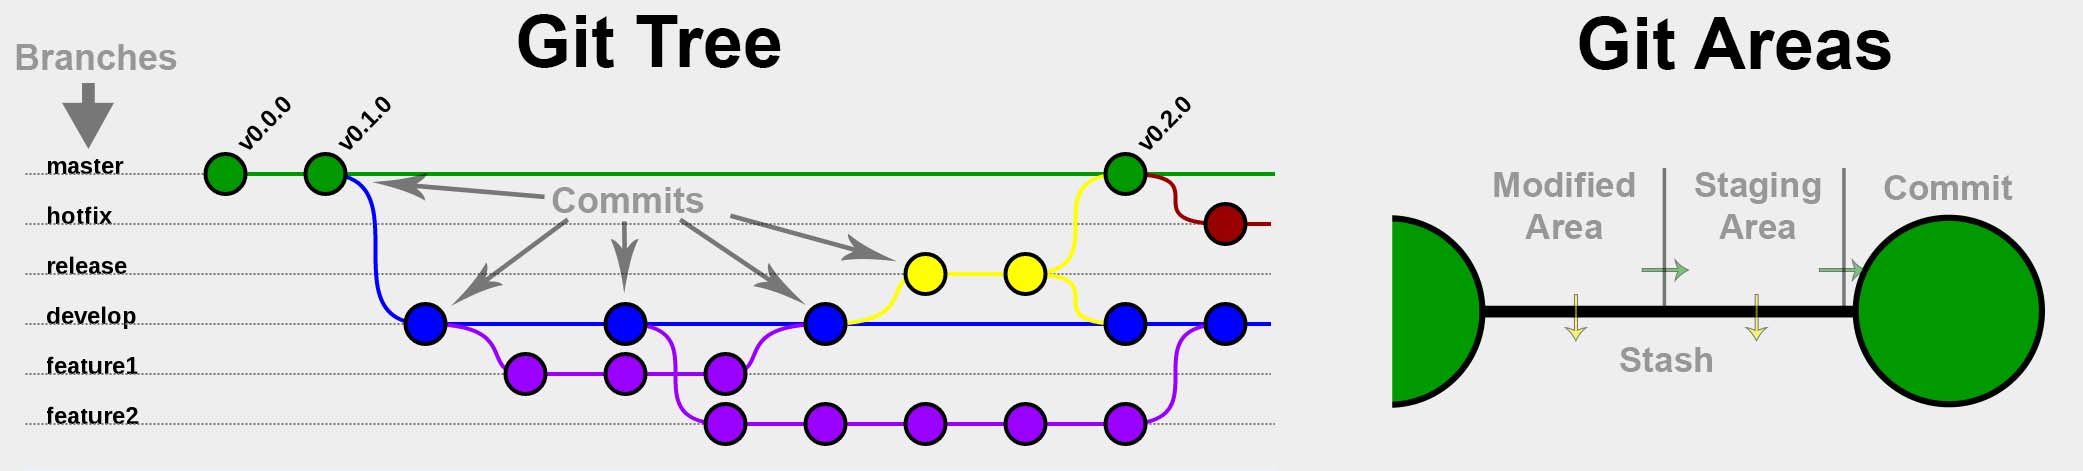 Git Tree
Branches
v0.0.0
v0.1.0
v0.2.0
master
hotfix
release
develop
feature1
feature2
Commits
Git Areas
Modified
Area
Staging
Area
Commit
Stash